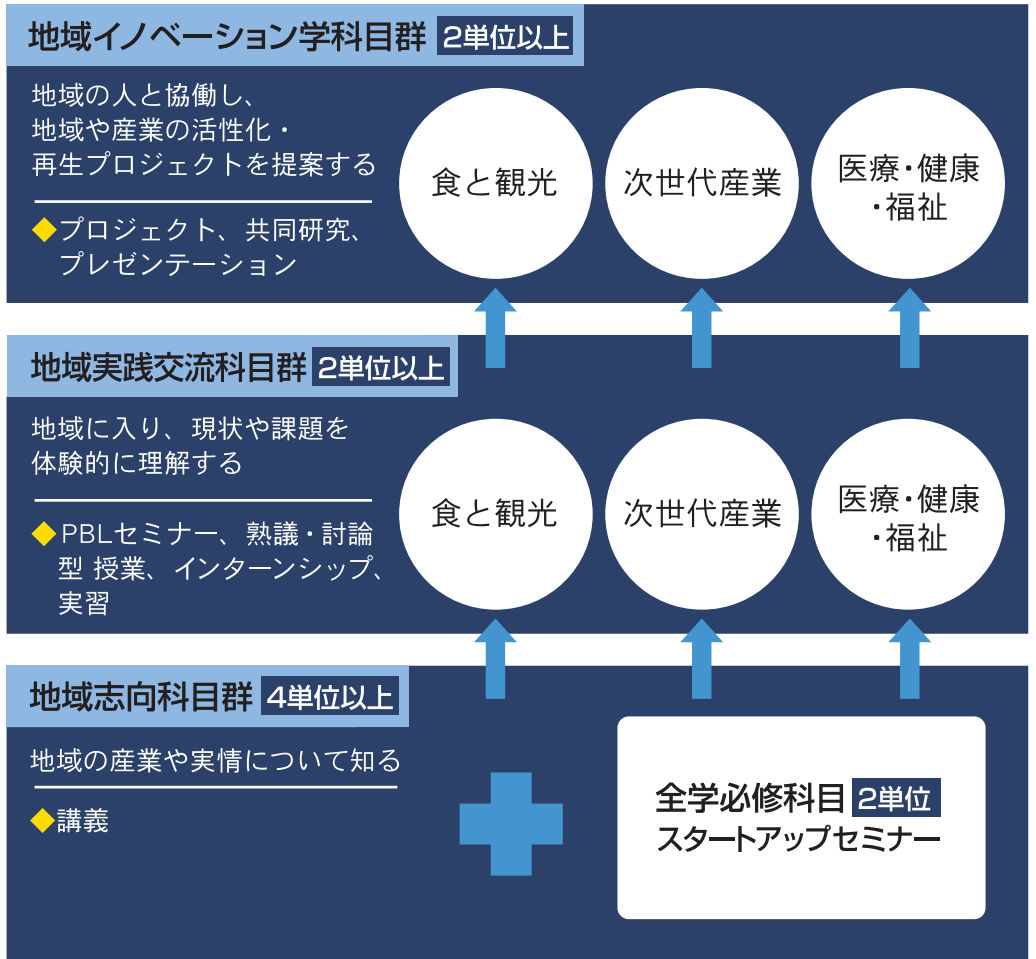 地域イノベーション学科目群 2単位以上
地域の人と協働し、
地域や産業の活性化・
再生プロジェクトを提案する
◆プロジェクト、共同研究、
プレゼンテーション
食と観光
次世代産業
医療・健康
・福祉
地域実践交流科目群 2単位以上
地域に入り、現状や課題を
体験的に理解する
◆PBLセミナー、熟議・討論
型 授業、インターンシップ、
実習
食と観光
次世代産業
医療・健康
・福祉
地域志向科目群 4単位以上
地域の産業や実情について知る
◆講義
全学必修科目 2単位
スタートアップセミナー